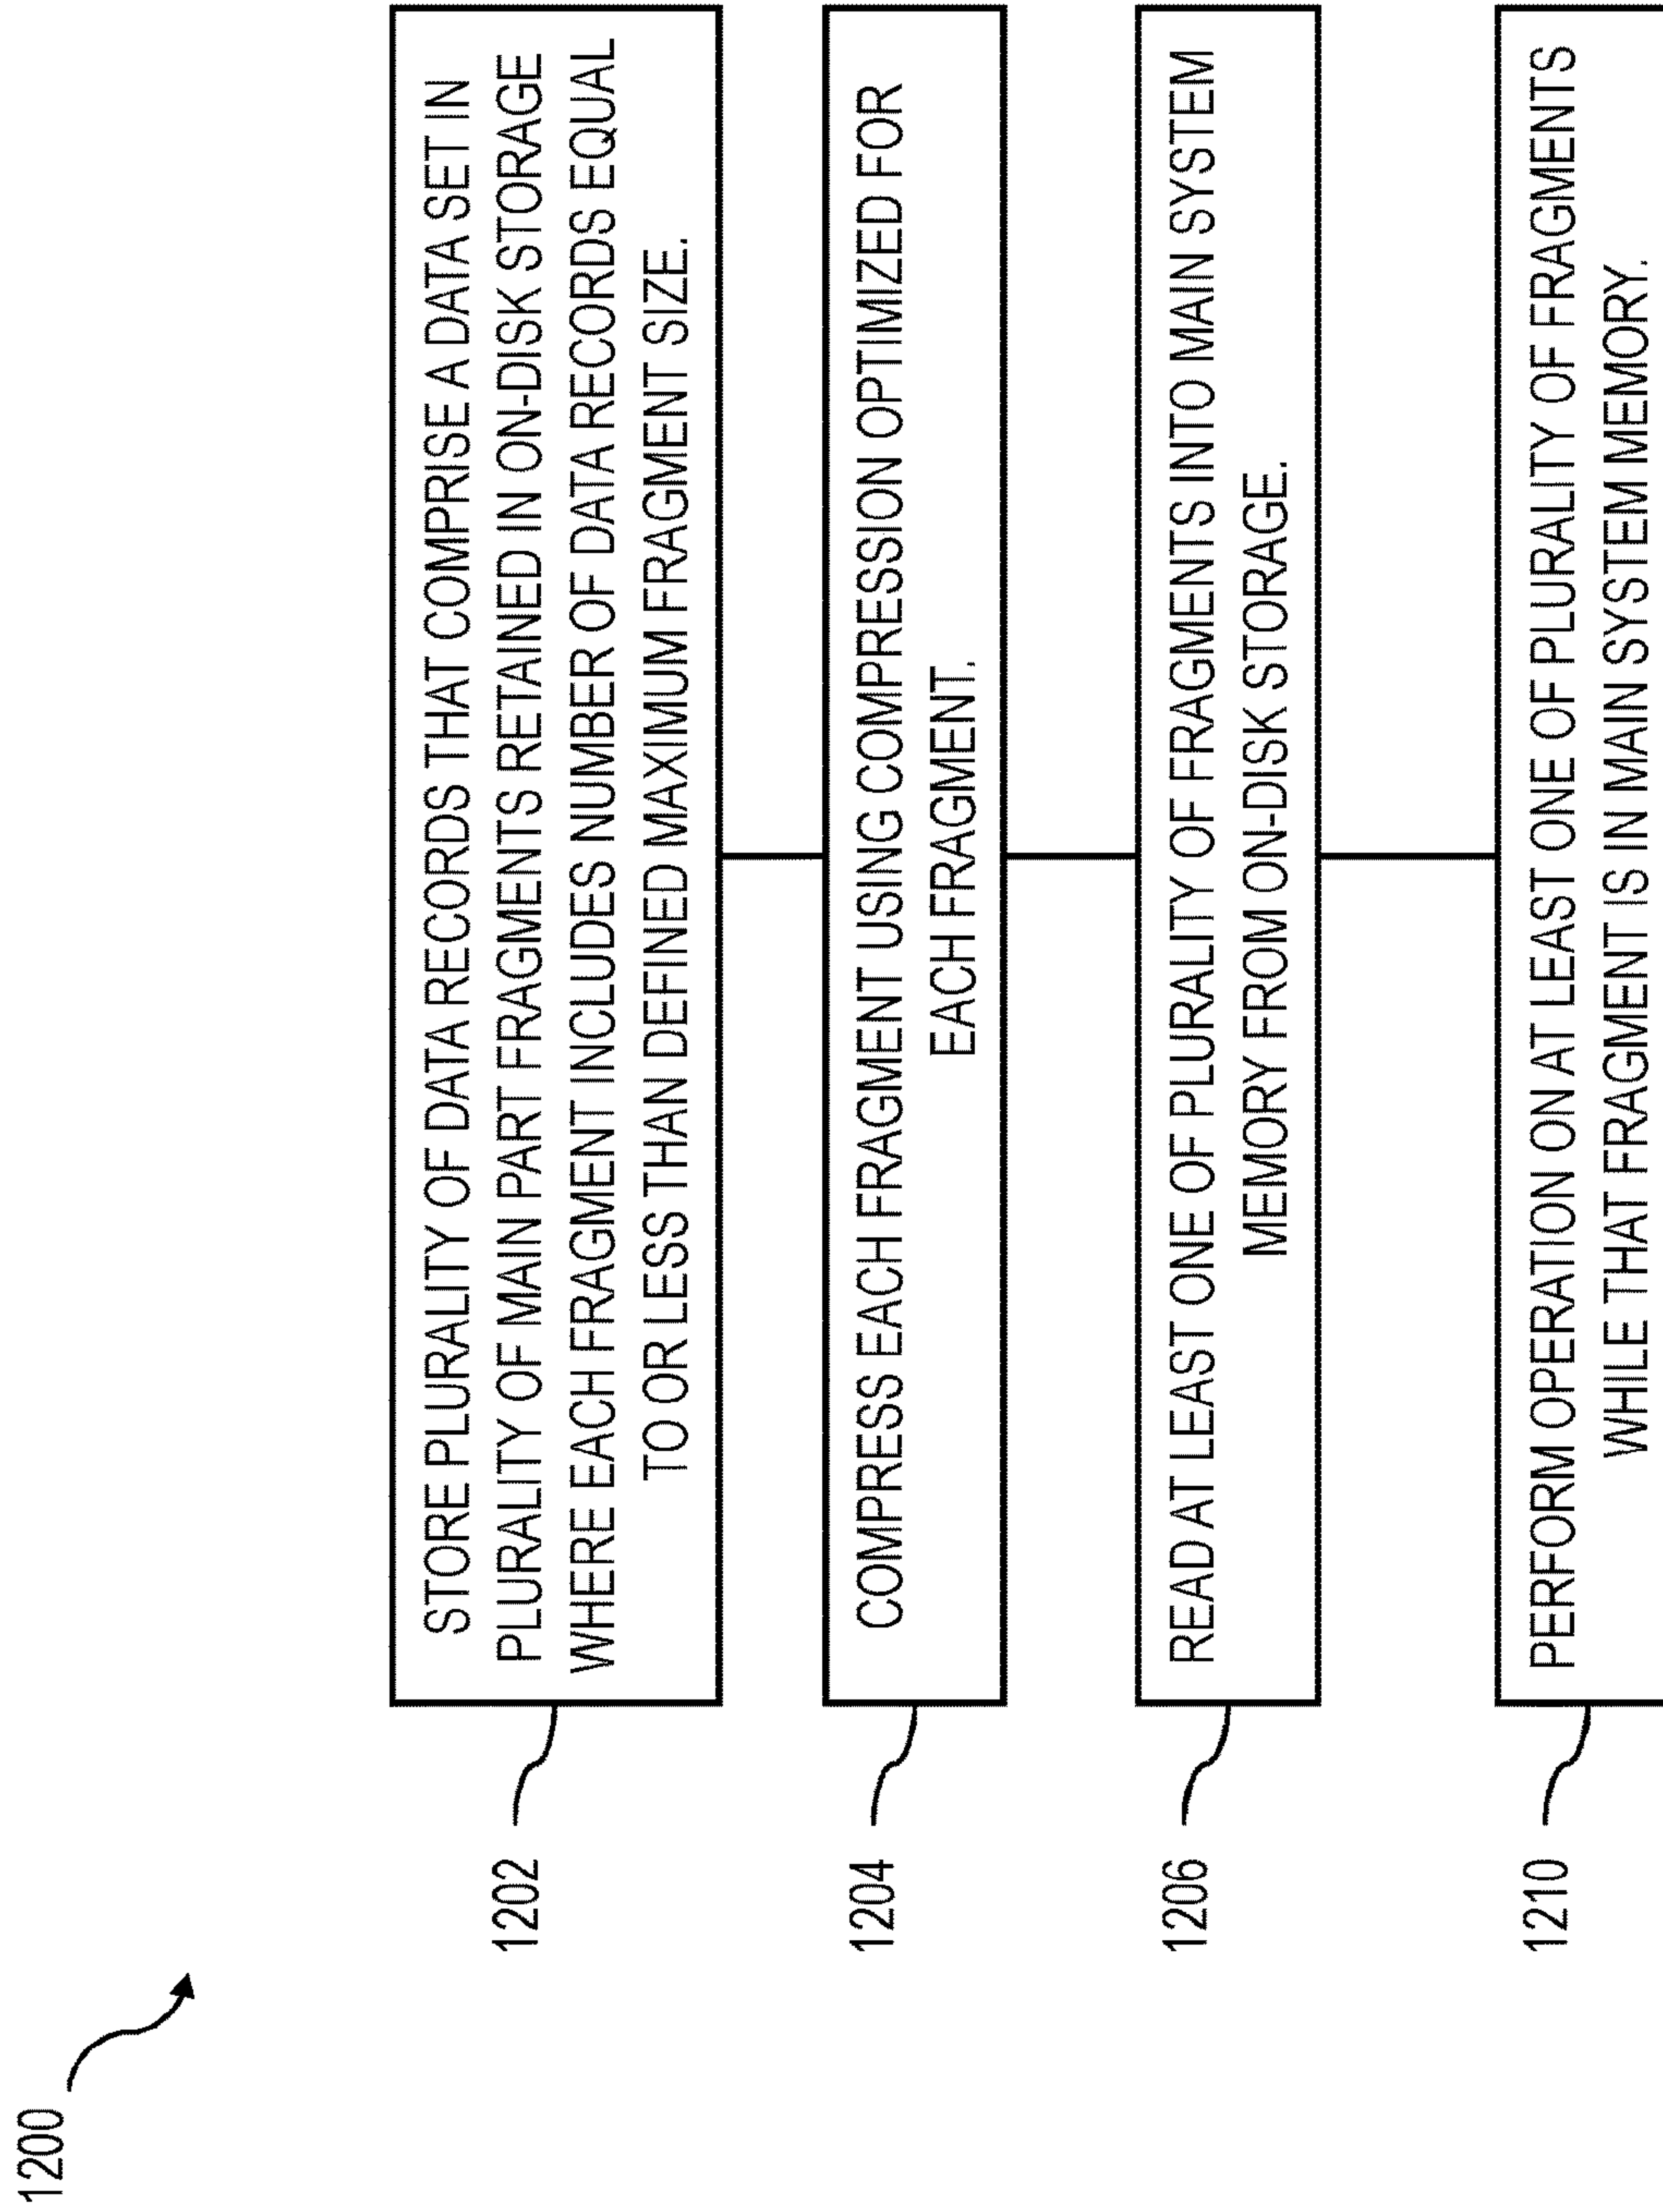 1200
1202
STORE PLURALITY OF DATA RECORDS THAT COMPRISE A DATA SET IN
PLURALITY OF MAIN PART FRAGMENTS RETAINED IN ON-DISK STORAGE
WHERE EACH FRAGMENT INCLUDES NUMBER OF DATA RECORDS EQUAL
TO OR LESS THAN DEFINED MAXIMUM FRAGMENT SIZE.
1204
COMPRESS EACH FRAGMENT USING COMPRESSION OPTIMIZED FOR
EACH FRAGMENT.
1206
READ AT LEAST ONE OF PLURALITY OF FRAGMENTS INTO MAIN SYSTEM
MEMORY FROM ON-DISK STORAGE.
1210
PERFORM OPERATION ON AT LEAST ONE OF PLURALITY OF FRAGMENTS
WHILE THAT FRAGMENT IS IN MAIN SYSTEM MEMORY.